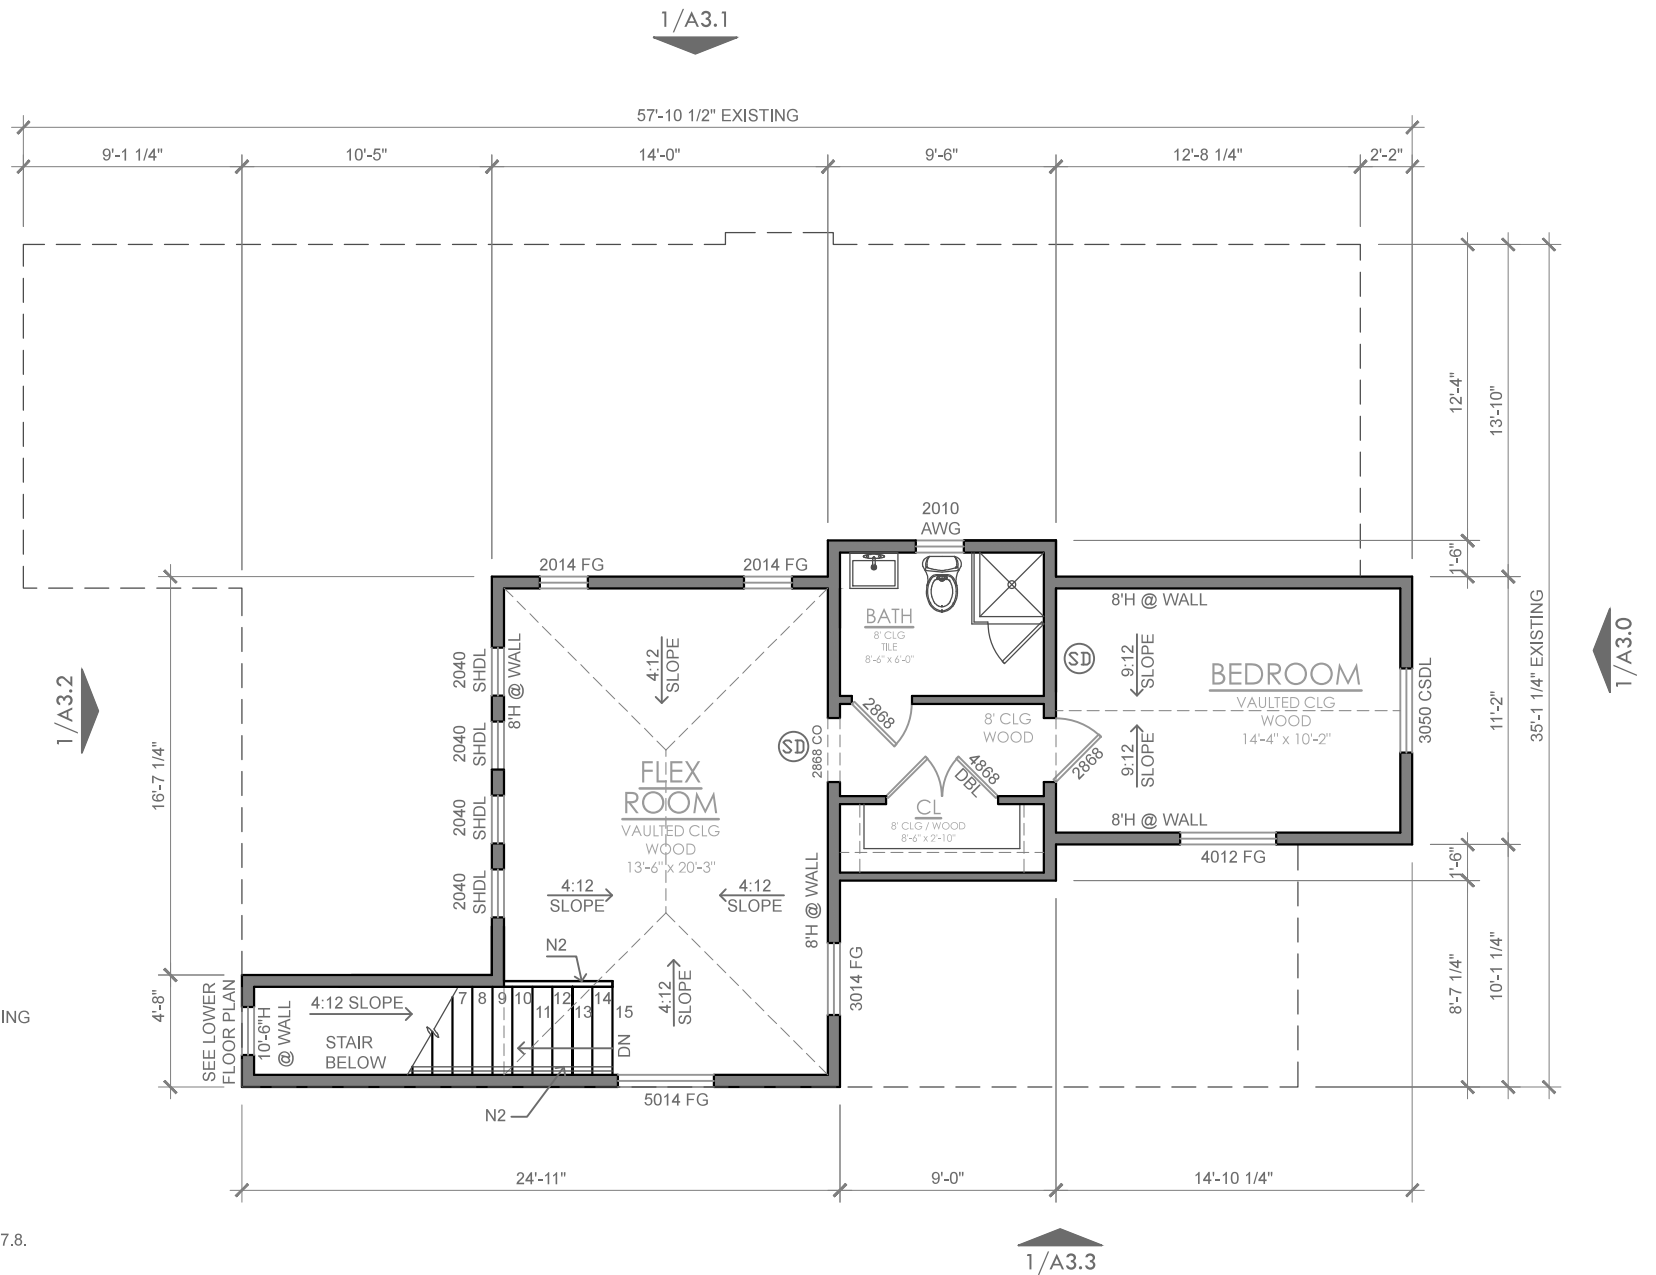 1/A3.1
57'-10 1/2" EXISTING
9'-1 1/4"
10'-5"
14'-0"
9'-6"
12'-8 1/4"
2'-2"
12'-4"
13'-10"
1'-6"
35'-1 1/4" EXISTING
11'-2"
1'-6"
8'-7 1/4"
10'-1 1/4"
1/A3.0
1/A3.2
16'-7 1/4"
4'-8"
2014 FG
2014 FG
2010
AWG
2040
SHDL
2040
SHDL
2040
SHDL
2040
SHDL
8'H @ WALL
4:12
SLOPE
FLEX
ROOM
VAULTED CLG
WOOD
13'-6" x 20'-3"
4:12
SLOPE
4:12
SLOPE
4:12
SLOPE
8'H @ WALL
3014 FG
BATH
8' CLG
TILE
8'-6" x 6'-0"
2868
SD
2868 CO
8' CLG
WOOD
4868
DBL
2868
CL
8' CLG / WOOD
8'-6" x 2'-10"
8'H @ WALL
SD
9:12
SLOPE
BEDROOM
VAULTED CLG
WOOD
14'-4" x 10'-2"
9:12
SLOPE
8'H @ WALL
3050 CSDL
4012 FG
N2
SEE LOWER
FLOOR PLAN
10'-6"H
@ WALL
4:12 SLOPE
STAIR
BELOW
7 8 9 10 12 14
11 13 15
DN
N2
5014 FG
ING
24'-11"
9'-0"
14'-10 1/4"
7.8.
1/A3.3